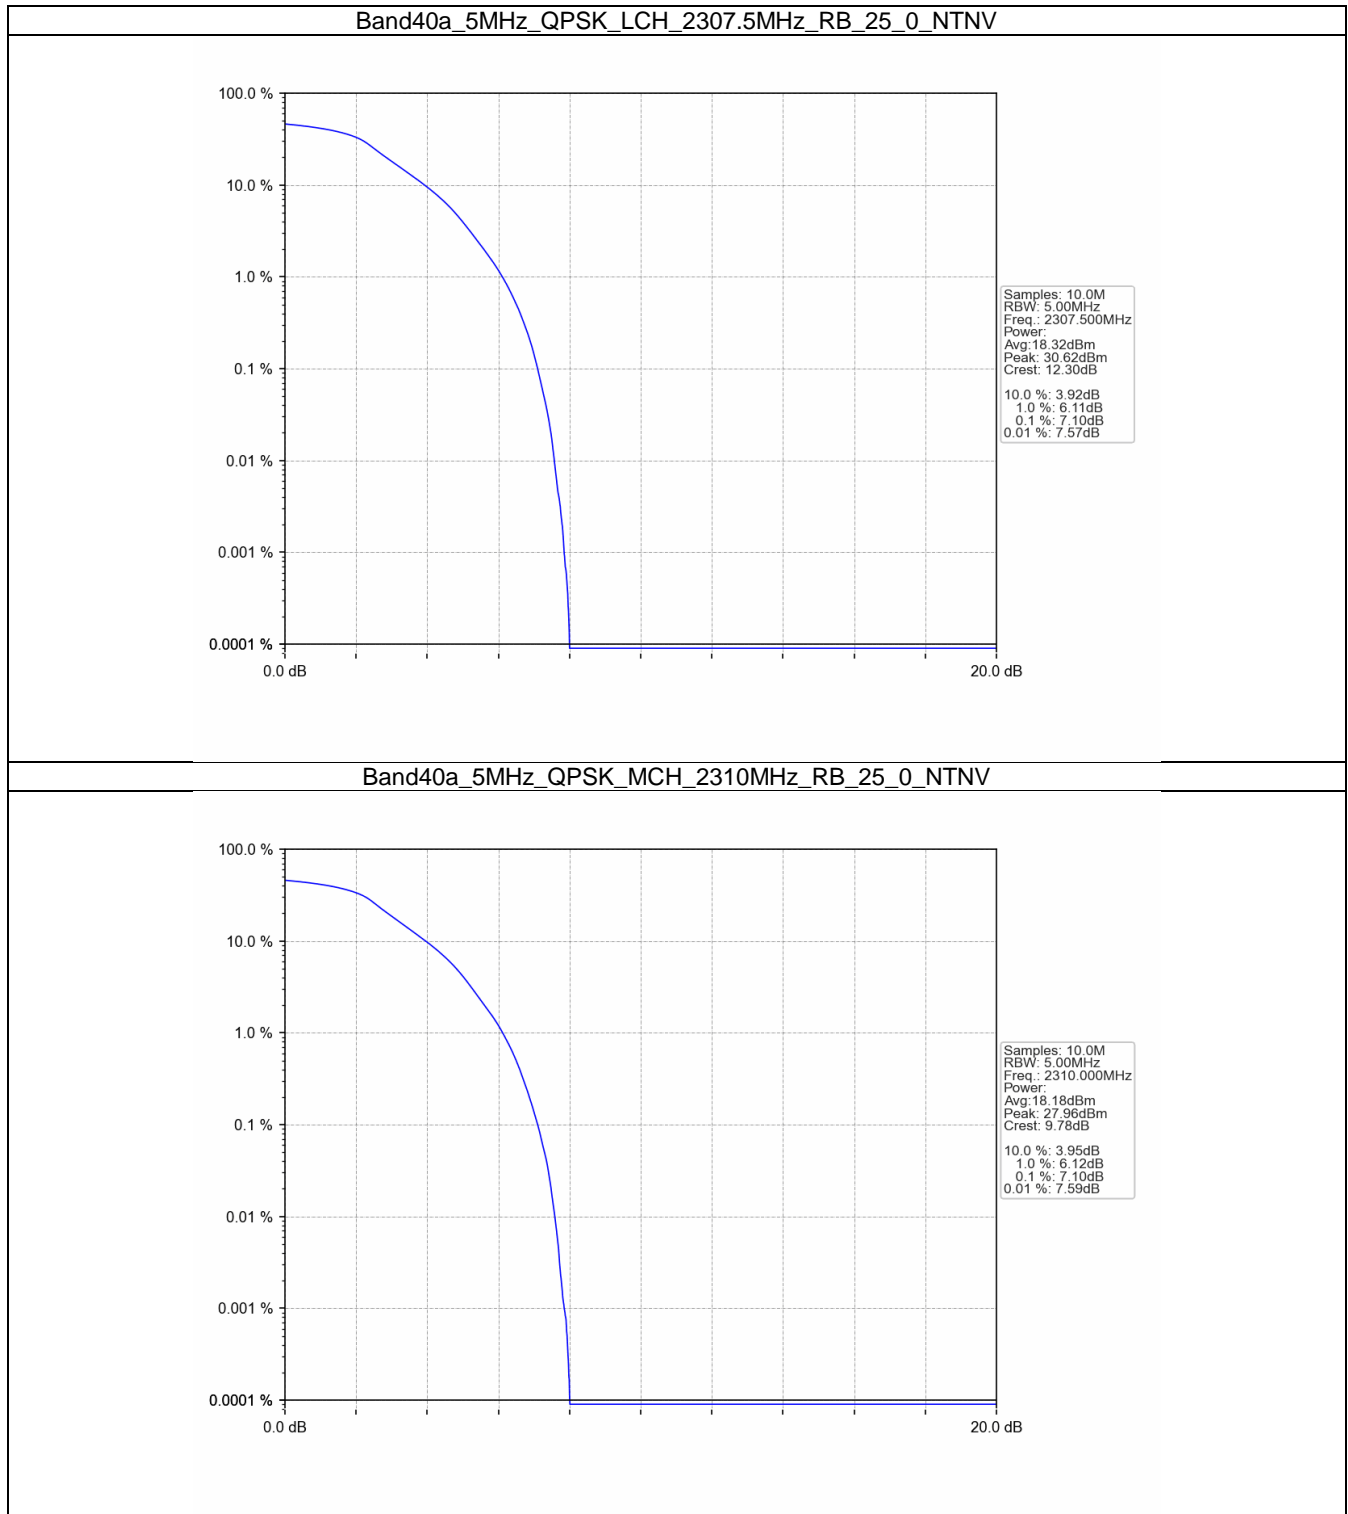 Band40a_5MHz_QPSK_LCH_2307.5MHz_RB_25_0_NTNV
100.0 %
10.0 %
1.0 %
0.1 %
0.01 %
0.001 %
0.0001 %
0.0 dB
20.0 dB
Samples: 10.0M
RBW: 5.00MHz
Freq.: 2307.500MHz
Power:
Avg:18.32dBm
Peak: 30.62dBm
Crest: 12.30dB
10.0 %: 3.92dB
1.0 %: 6.11dB
0.1 %: 7.10dB
0.01 %: 7.57dB
Band40a_5MHz_QPSK_MCH_2310MHz_RB_25_0_NTNV
100.0 %
10.0 %
1.0 %
0.1 %
0.01 %
0.001 %
0.0001 %
0.0 dB
20.0 dB
Samples: 10.0M
RBW: 5.00MHz
Freq.: 2310.000MHz
Power:
Avg:18.18dBm
Peak: 27.96dBm
Crest: 9.78dB
10.0 %: 3.95dB
1.0 %: 6.12dB
0.1 %: 7.10dB
0.01 %: 7.59dB